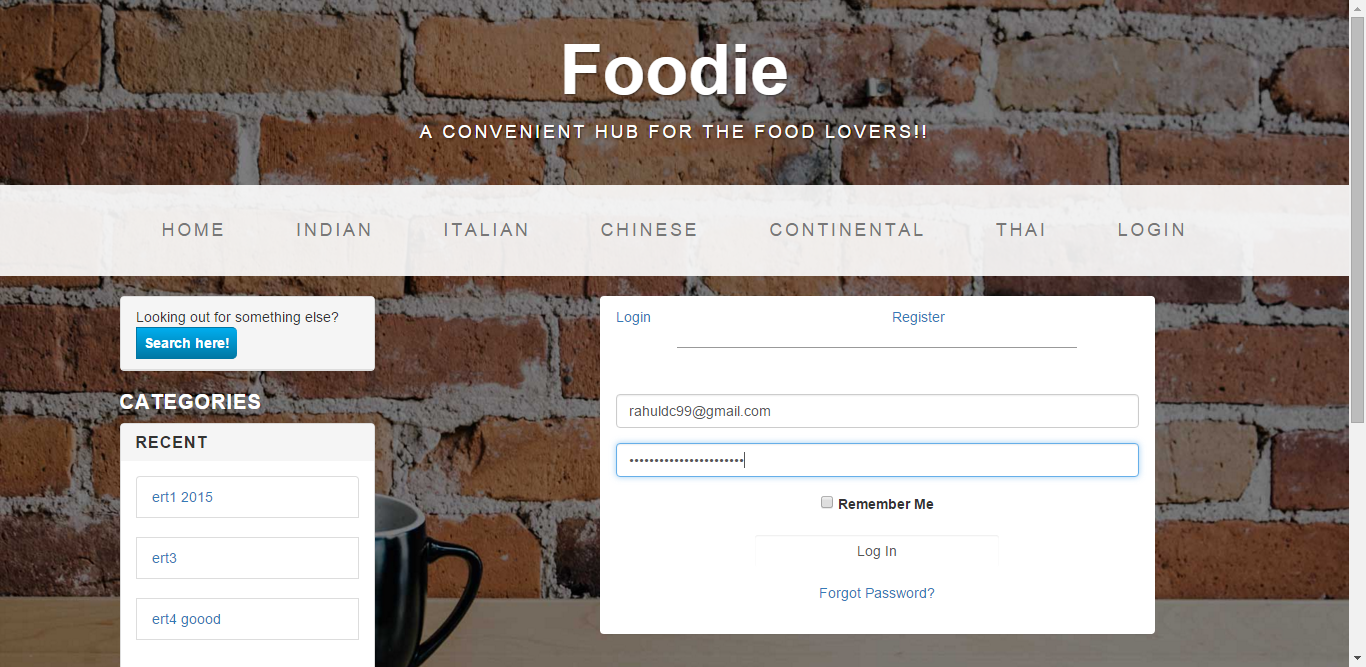 Foodie
A CONVENIENT HUB FOR THE FOOD LOVERS!!
HOME INDIAN ITALIAN CHINESE CONTINENTAL THAI LOGIN
Looking out for something else?
Search here!
CATEGORIES
RECENT
ert1 2015
ert3
ert4 goood
Login Register
rahuldc99@gmail.com
•••••••••••••••••••••••
Remember Me
Log In
Forgot Password?